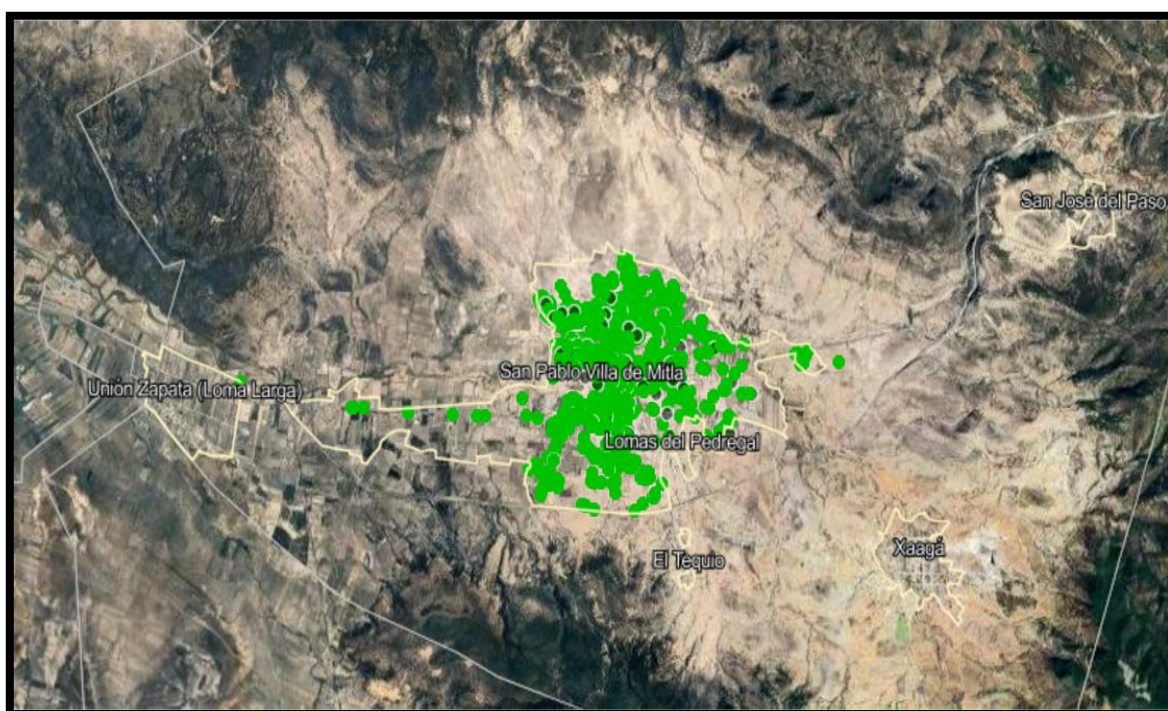 San José del Paso
San Pablo Villa de Mitla
Unión Zapata (Loma Larga)
Lomas del Pedregal
Xaagá
El Tequio